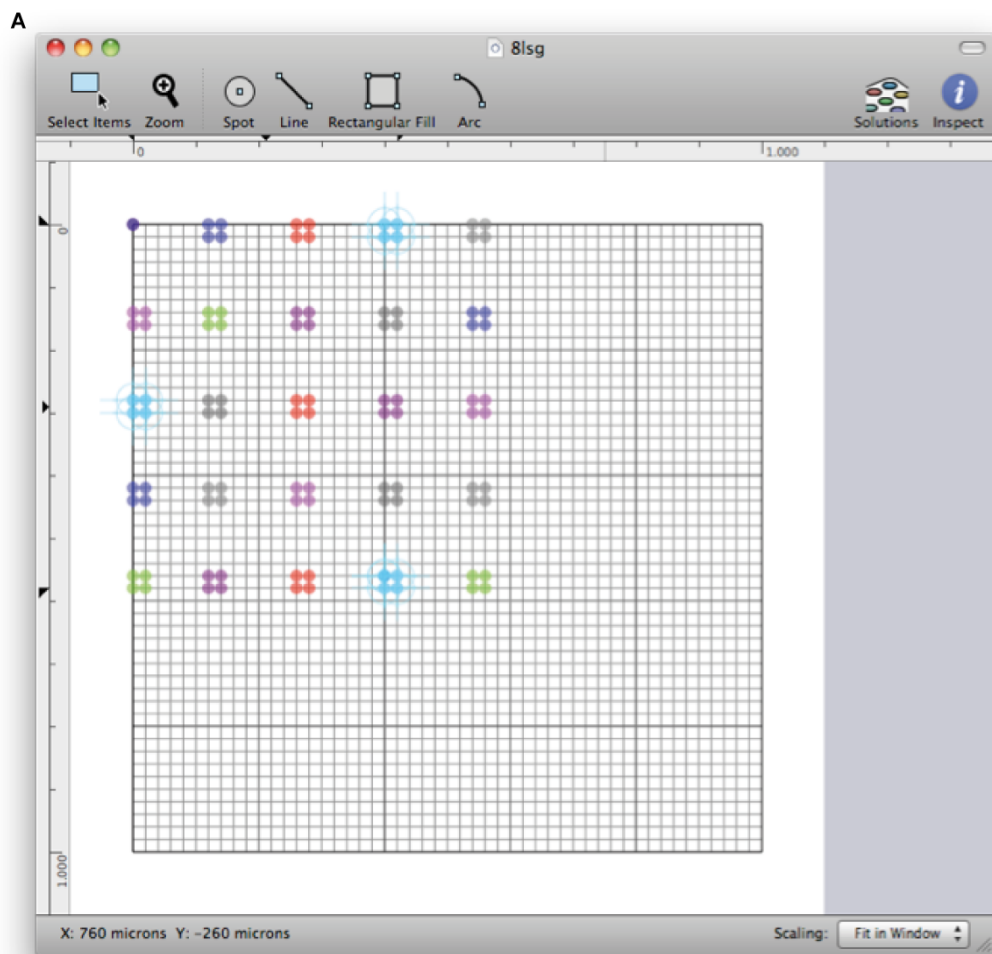 A
8lsg
Select Items Zoom Spot Line Rectangular Fill Arc Solutions Inspect
0 1.000
0
1.000
X: 760 microns Y: -260 microns Scaling: Fit in Window